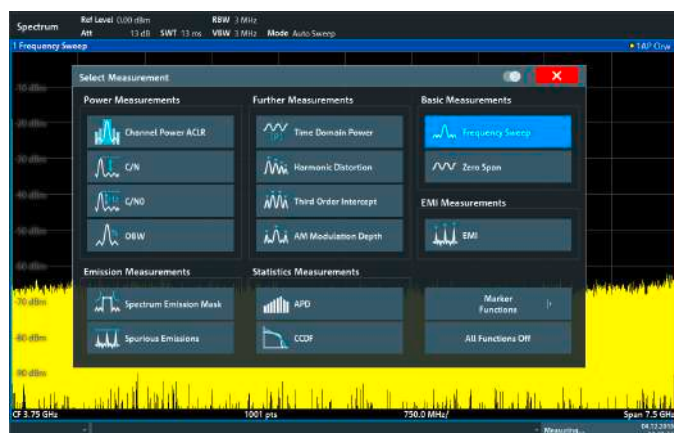 Spectrum
Ref Level 0.00 dBm RBW 3 MHz
Att 13 dB SWT 13 ms VBW 3 MHz Mode Auto Sweep
1 Frequency Sweep 1AP Clrw
Select Measurement
Power Measurements Further Measurements Basic Measurements
Channel Power ACLR Time Domain Power Frequency Sweep
C/N Harmonic Distortion Zero Span
C/N0 Third Order Intercept EMI Measurements
OBW AM Modulation Depth EMI
Emission Measurements Statistics Measurements
Spectrum Emission Mask APD Marker Functions
Spurious Emissions CCDF All Functions Off
-10 dBm
-20 dBm
-30 dBm
-40 dBm
-50 dBm
-60 dBm
-70 dBm
-80 dBm
-90 dBm
CF 3.75 GHz 1001 pts 750.0 MHz/ Span 7.5 GHz
Measuring...